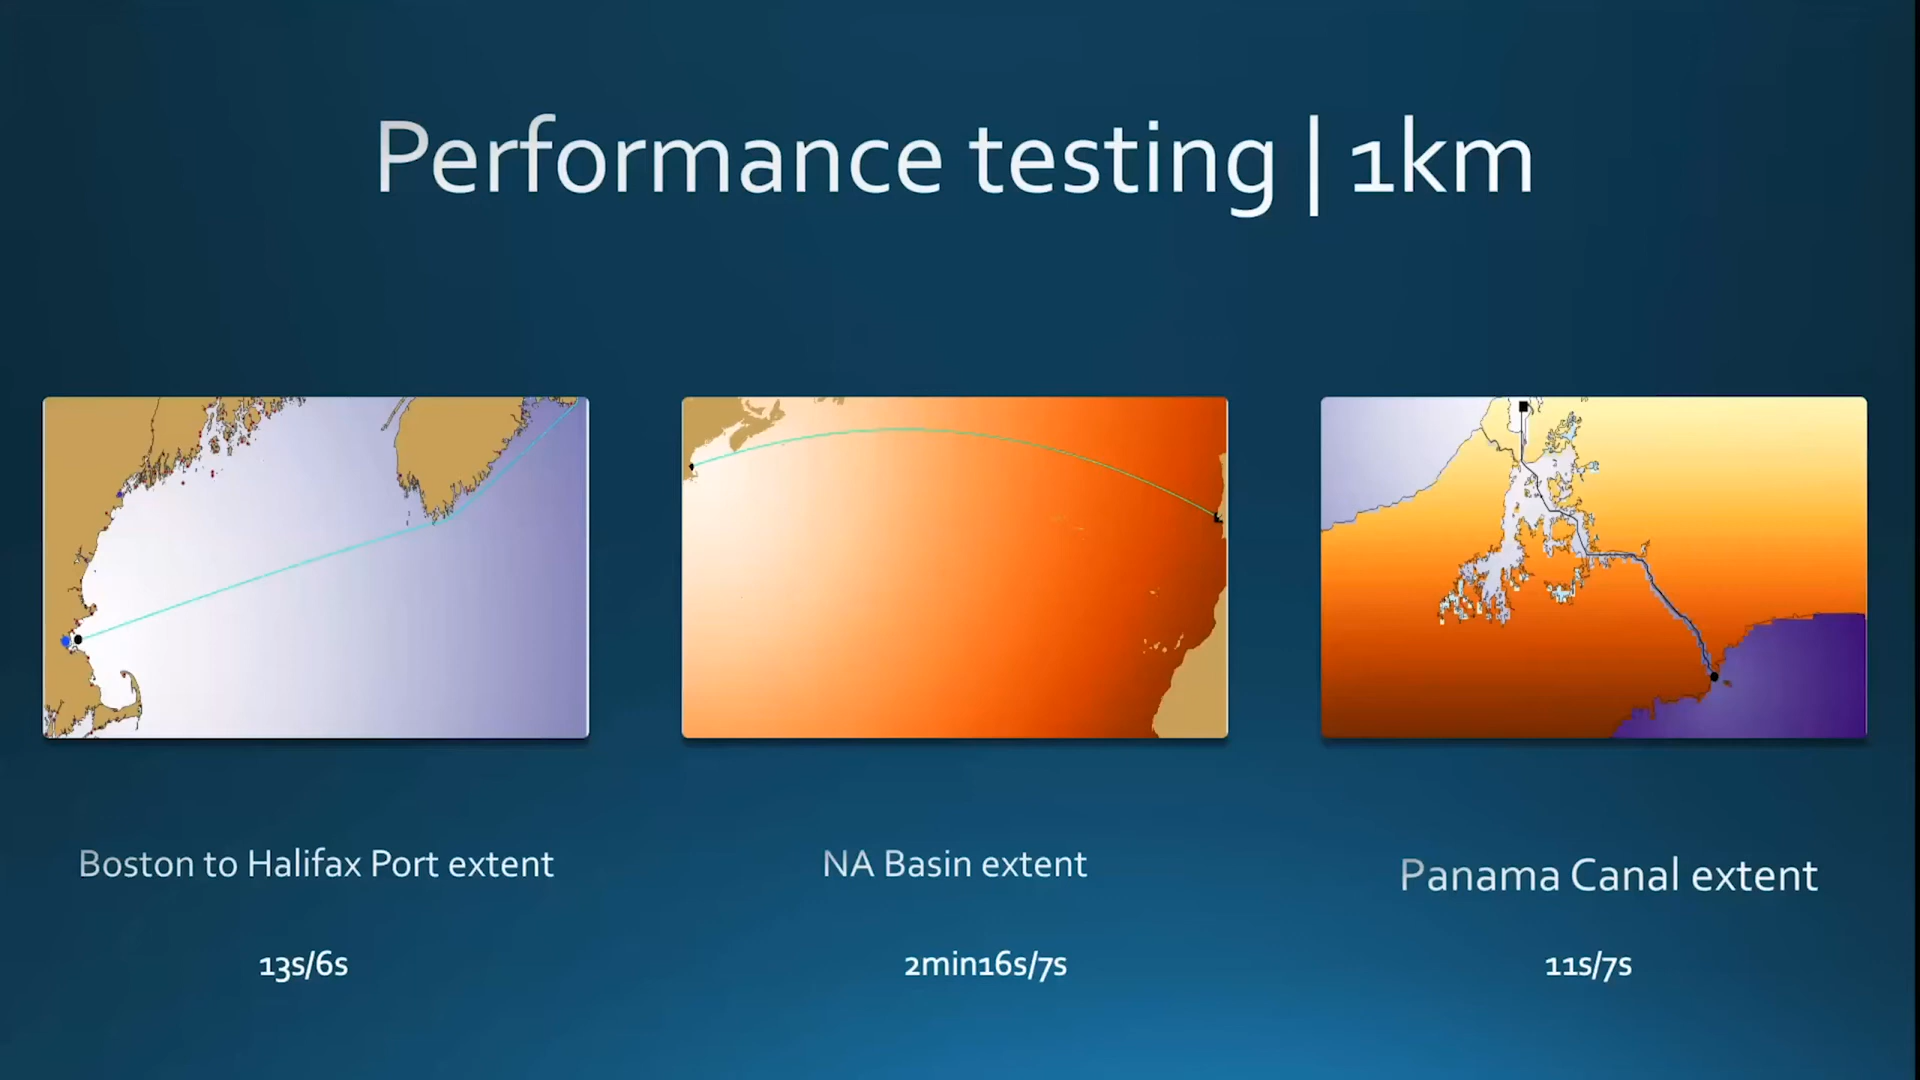 Performance testing | 1km
Boston to Halifax Port extent
NA Basin extent
Panama Canal extent
13s/6s
2min16s/7s
11s/7s